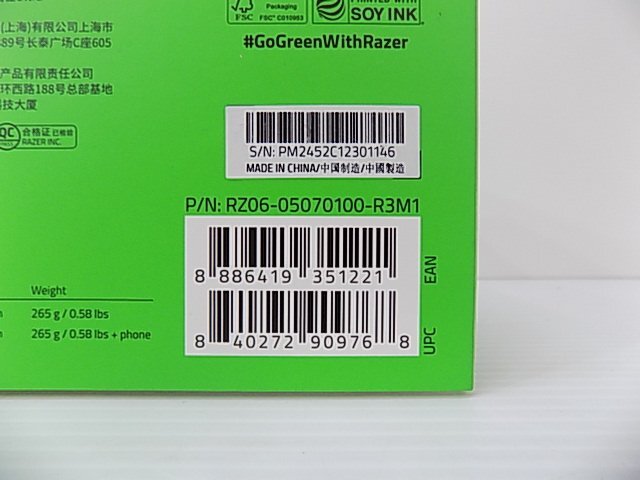 (上海)有限公司上海市
89号长泰广场C座605
产品有限责任公司
环西路188号总部基地
科技大厦
QC
PASS
合格证 已检验
RAZER INC.
FSC
Packaging
FSC® C010953
PRINTED WITH
SOY INK
#GoGreenWithRazer
S/N: PM2452C12301146
MADE IN CHINA/中国制造/中國製造
P/N: RZ06-05070100-R3M1
8 886419 351221
EAN
8 40272 90976 8
UPC
Weight
265 g / 0.58 lbs
265 g / 0.58 lbs + phone